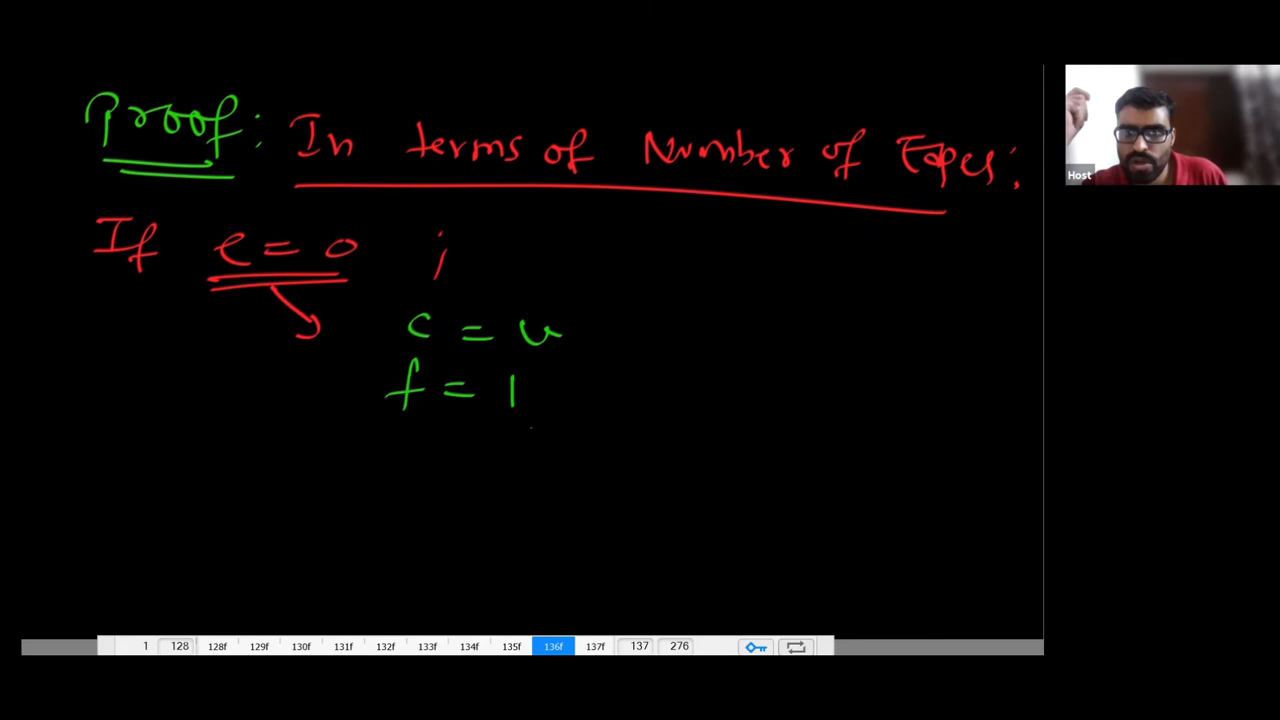 Proof: In terms of Number of Edges:
If e = 0 ;
c = v
f = 1
Host
1 128 128f 129f 130f 131f 132f 133f 134f 135f 136f 137f 137 276